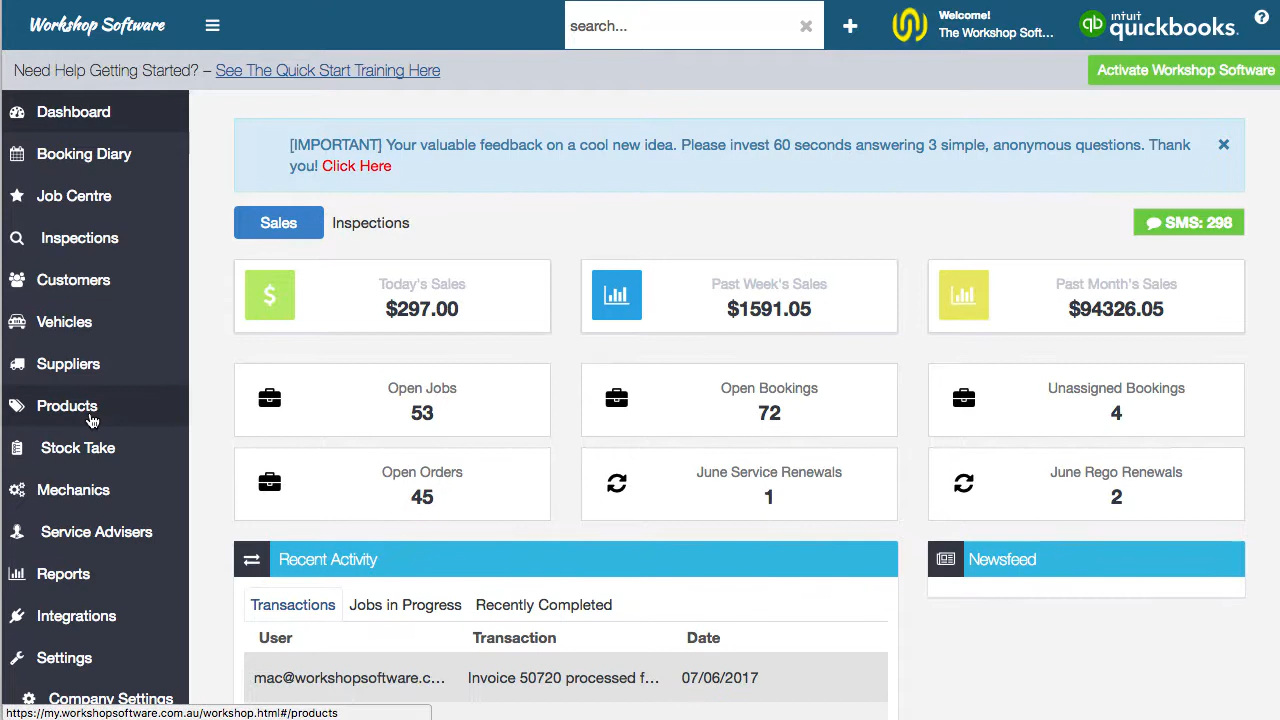 Workshop Software
search...
Welcome!
The Workshop Soft...
intuit
quickbooks.
Need Help Getting Started? – See The Quick Start Training Here
Activate Workshop Software
Dashboard
Booking Diary
Job Centre
Inspections
Customers
Vehicles
Suppliers
Products
Stock Take
Mechanics
Service Advisers
Reports
Integrations
Settings
Company Settings
[IMPORTANT] Your valuable feedback on a cool new idea. Please invest 60 seconds answering 3 simple, anonymous questions. Thank
you! Click Here
Sales
Inspections
SMS: 298
Today's Sales
$297.00
Past Week's Sales
$1591.05
Past Month's Sales
$94326.05
Open Jobs
53
Open Bookings
72
Unassigned Bookings
4
Open Orders
45
June Service Renewals
1
June Rego Renewals
2
Recent Activity
Newsfeed
Transactions Jobs in Progress Recently Completed
User Transaction Date
mac@workshopsoftware.c... Invoice 50720 processed f... 07/06/2017
https://my.workshopsoftware.com.au/workshop.html#/products